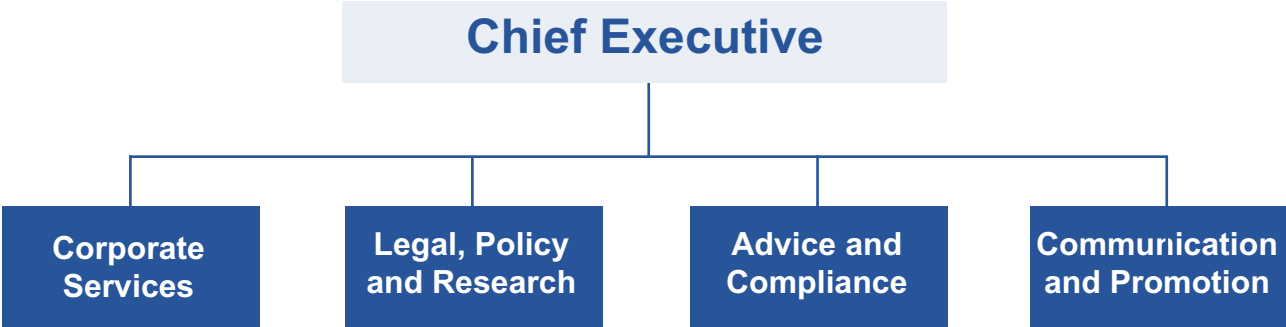 Chief Executive
Corporate
Services
Legal, Policy
and Research
Advice and
Compliance
Communication
and Promotion